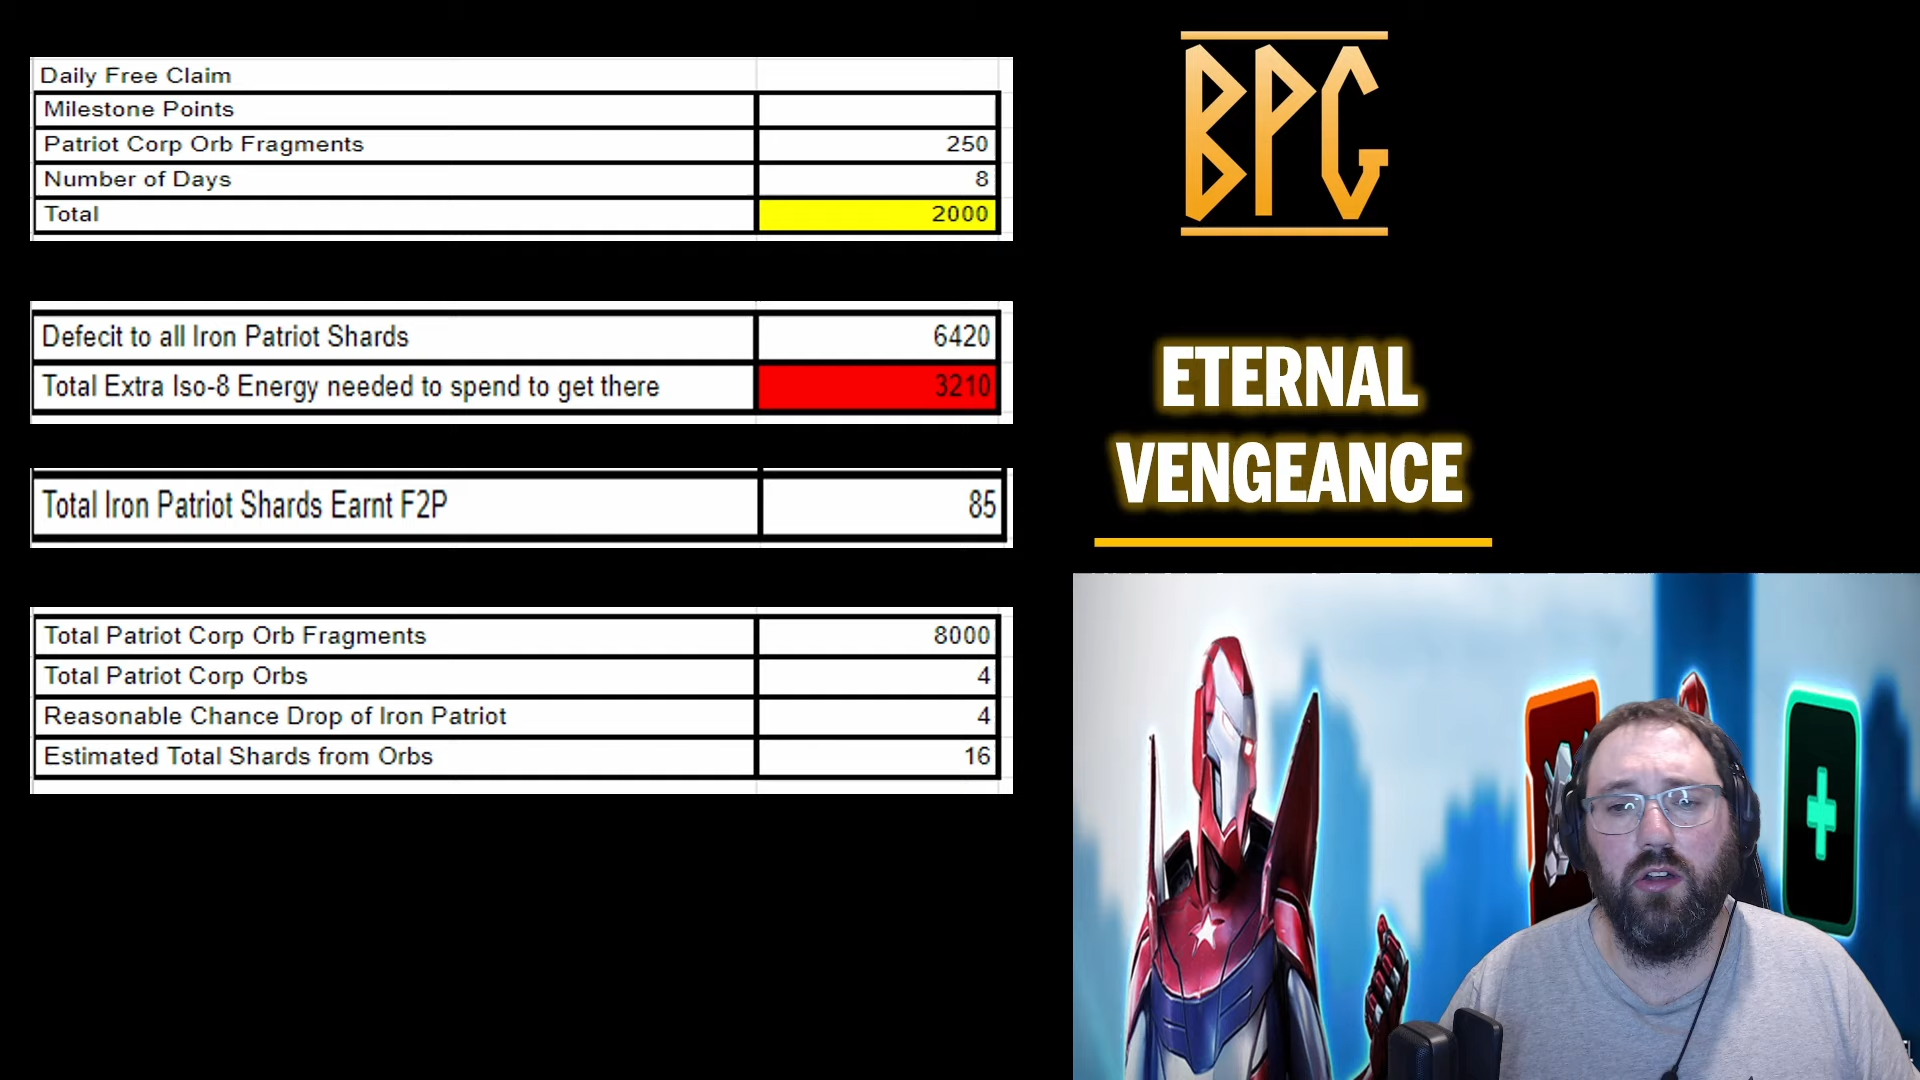 Daily Free Claim
Milestone Points
Patriot Corp Orb Fragments 250
Number of Days 8
Total 2000
Defecit to all Iron Patriot Shards 6420
Total Extra Iso-8 Energy needed to spend to get there 3210
Total Iron Patriot Shards Earnt F2P 85
Total Patriot Corp Orb Fragments 8000
Total Patriot Corp Orbs 4
Reasonable Chance Drop of Iron Patriot 4
Estimated Total Shards from Orbs 16
BPG
ETERNAL
VENGEANCE